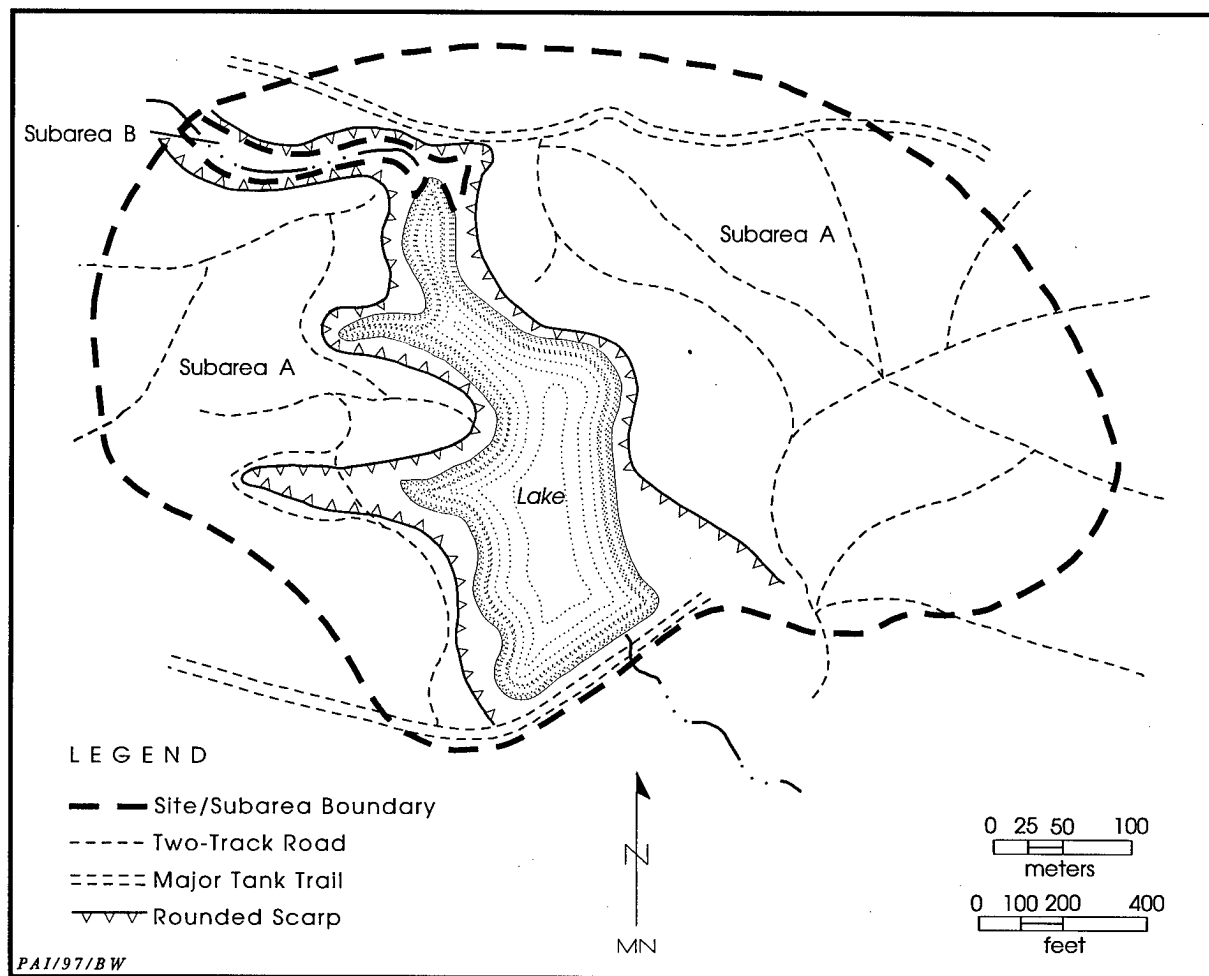 Subarea B
Subarea A
Subarea A
Lake
LEGEND
Site/Subarea Boundary
Two-Track Road
Major Tank Trail
Rounded Scarp
N
MN
0 25 50 100
meters
0 100 200 400
feet
PAI/97/BW